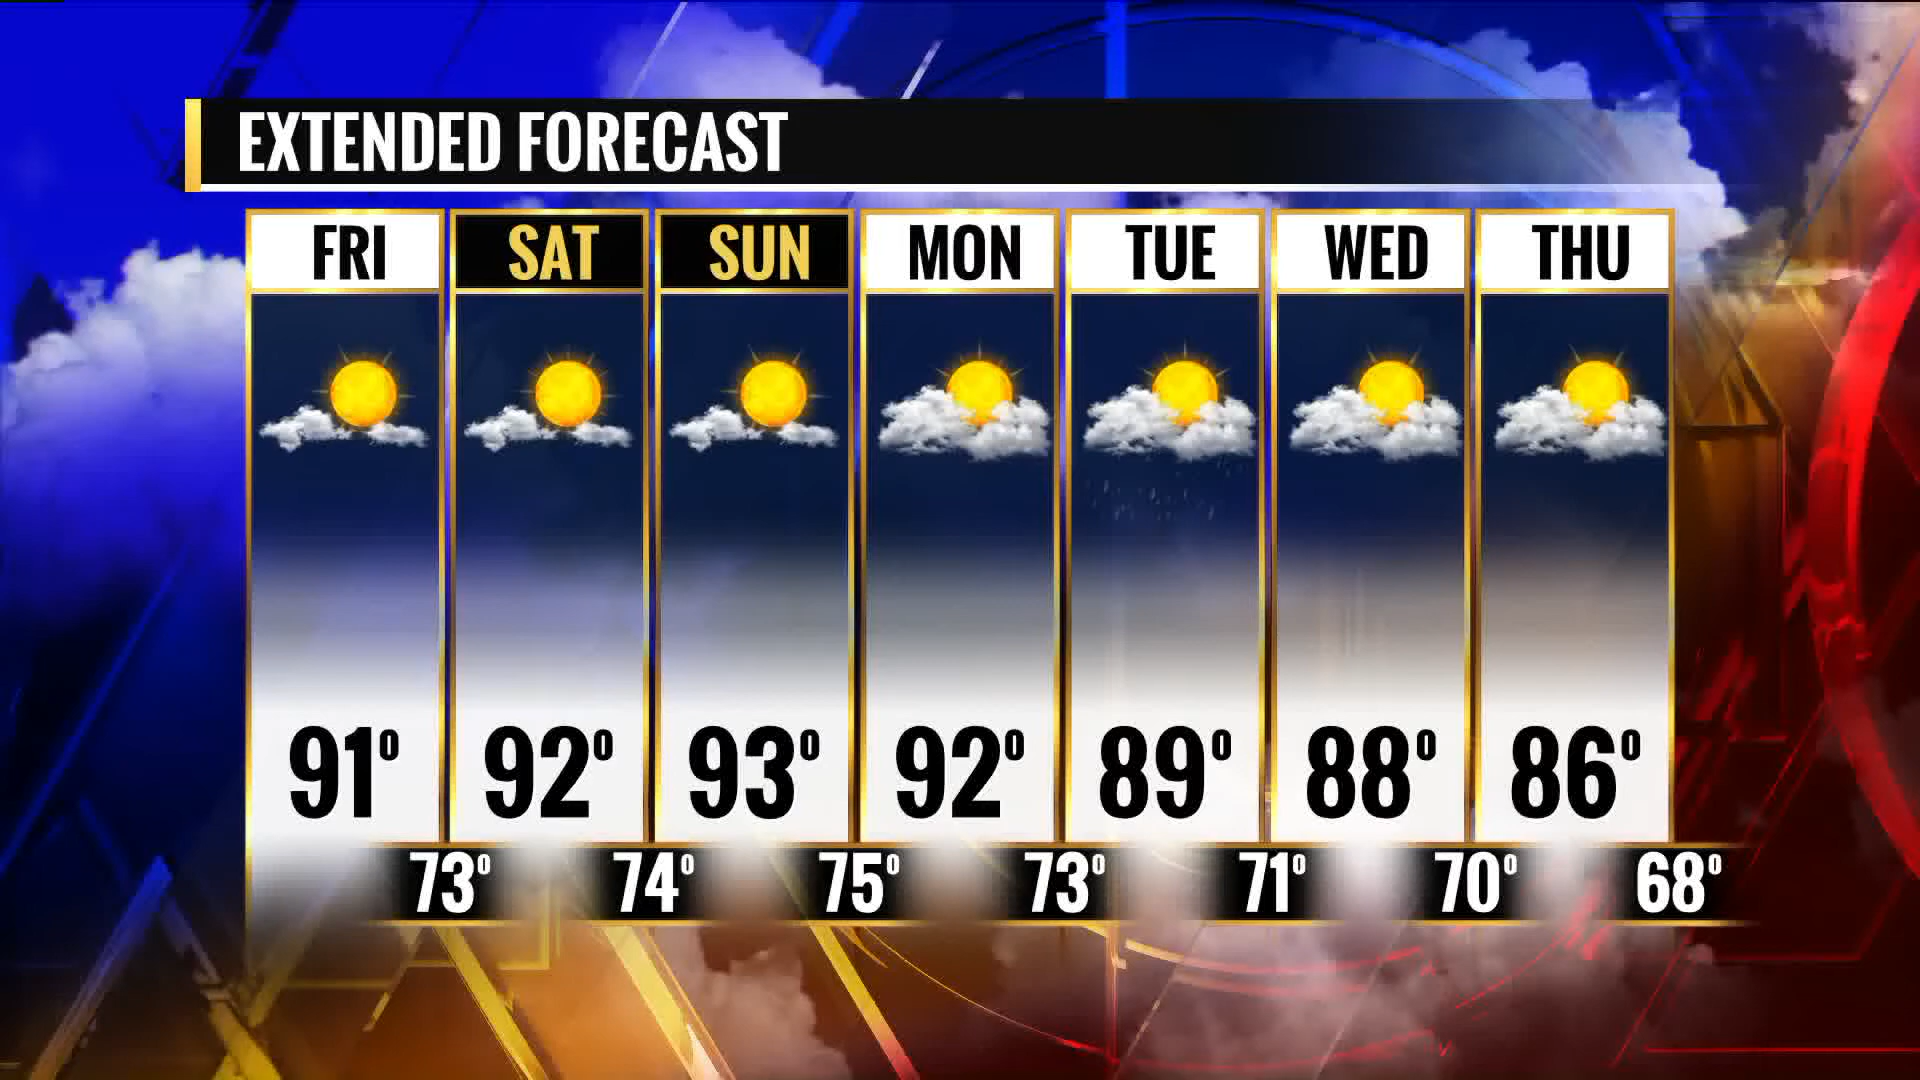 EXTENDED FORECAST
FRI SAT SUN MON TUE WED THU
91° 92° 93° 92° 89° 88° 86°
73° 74° 75° 73° 71° 70° 68°